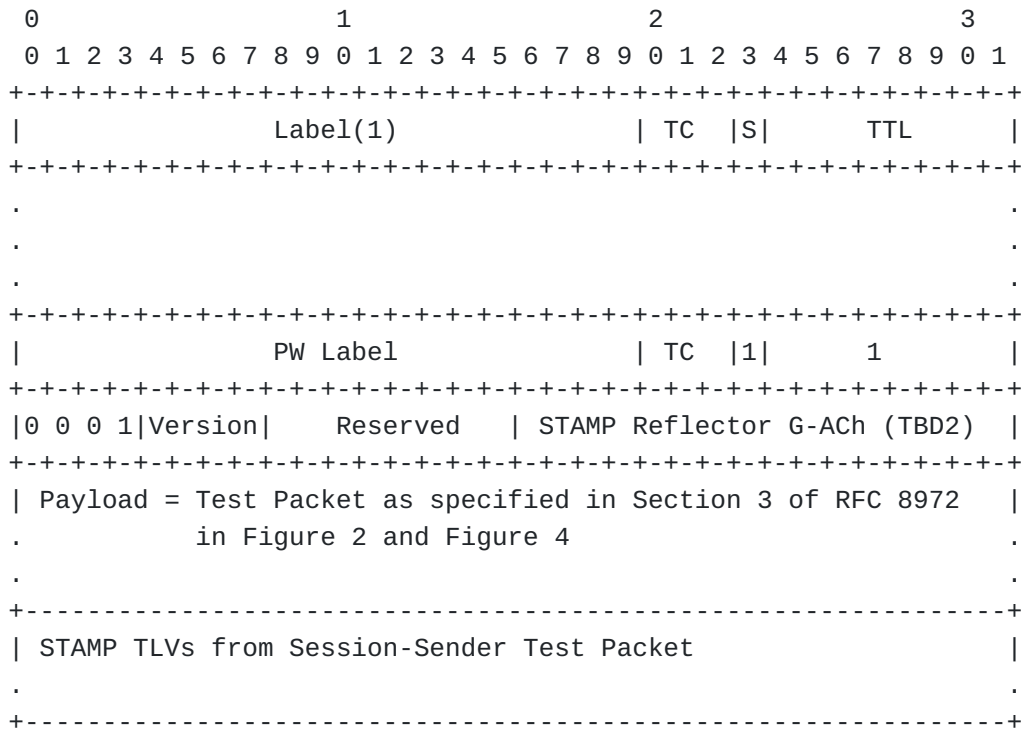 0                   1                   2                   3
 0 1 2 3 4 5 6 7 8 9 0 1 2 3 4 5 6 7 8 9 0 1 2 3 4 5 6 7 8 9 0 1
+-+-+-+-+-+-+-+-+-+-+-+-+-+-+-+-+-+-+-+-+-+-+-+-+-+-+-+-+-+-+-+-+
|                Label(1)               | TC  |S|      TTL      |
+-+-+-+-+-+-+-+-+-+-+-+-+-+-+-+-+-+-+-+-+-+-+-+-+-+-+-+-+-+-+-+-+
.                                                               .
.                                                               .
.                                                               .
+-+-+-+-+-+-+-+-+-+-+-+-+-+-+-+-+-+-+-+-+-+-+-+-+-+-+-+-+-+-+-+-+
|                PW Label               | TC  |1|      1        |
+-+-+-+-+-+-+-+-+-+-+-+-+-+-+-+-+-+-+-+-+-+-+-+-+-+-+-+-+-+-+-+-+
|0 0 0 1|Version|    Reserved   | STAMP Reflector G-ACh (TBD2)  |
+-+-+-+-+-+-+-+-+-+-+-+-+-+-+-+-+-+-+-+-+-+-+-+-+-+-+-+-+-+-+-+-+
| Payload = Test Packet as specified in Section 3 of RFC 8972   |
.           in Figure 2 and Figure 4                            .
.                                                               .
+---------------------------------------------------------------+
| STAMP TLVs from Session-Sender Test Packet                    |
.                                                               .
+---------------------------------------------------------------+